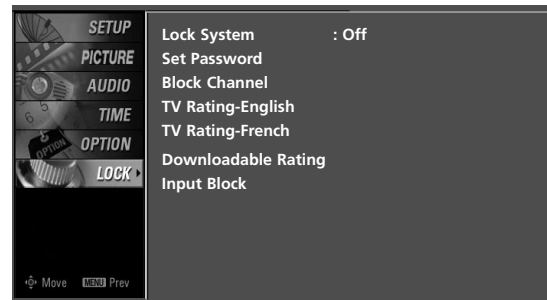 SETUP
PICTURE
AUDIO
TIME
OPTION
LOCK
Move MENU Prev
Lock System : Off
Set Password
Block Channel
TV Rating-English
TV Rating-French
Downloadable Rating
Input Block